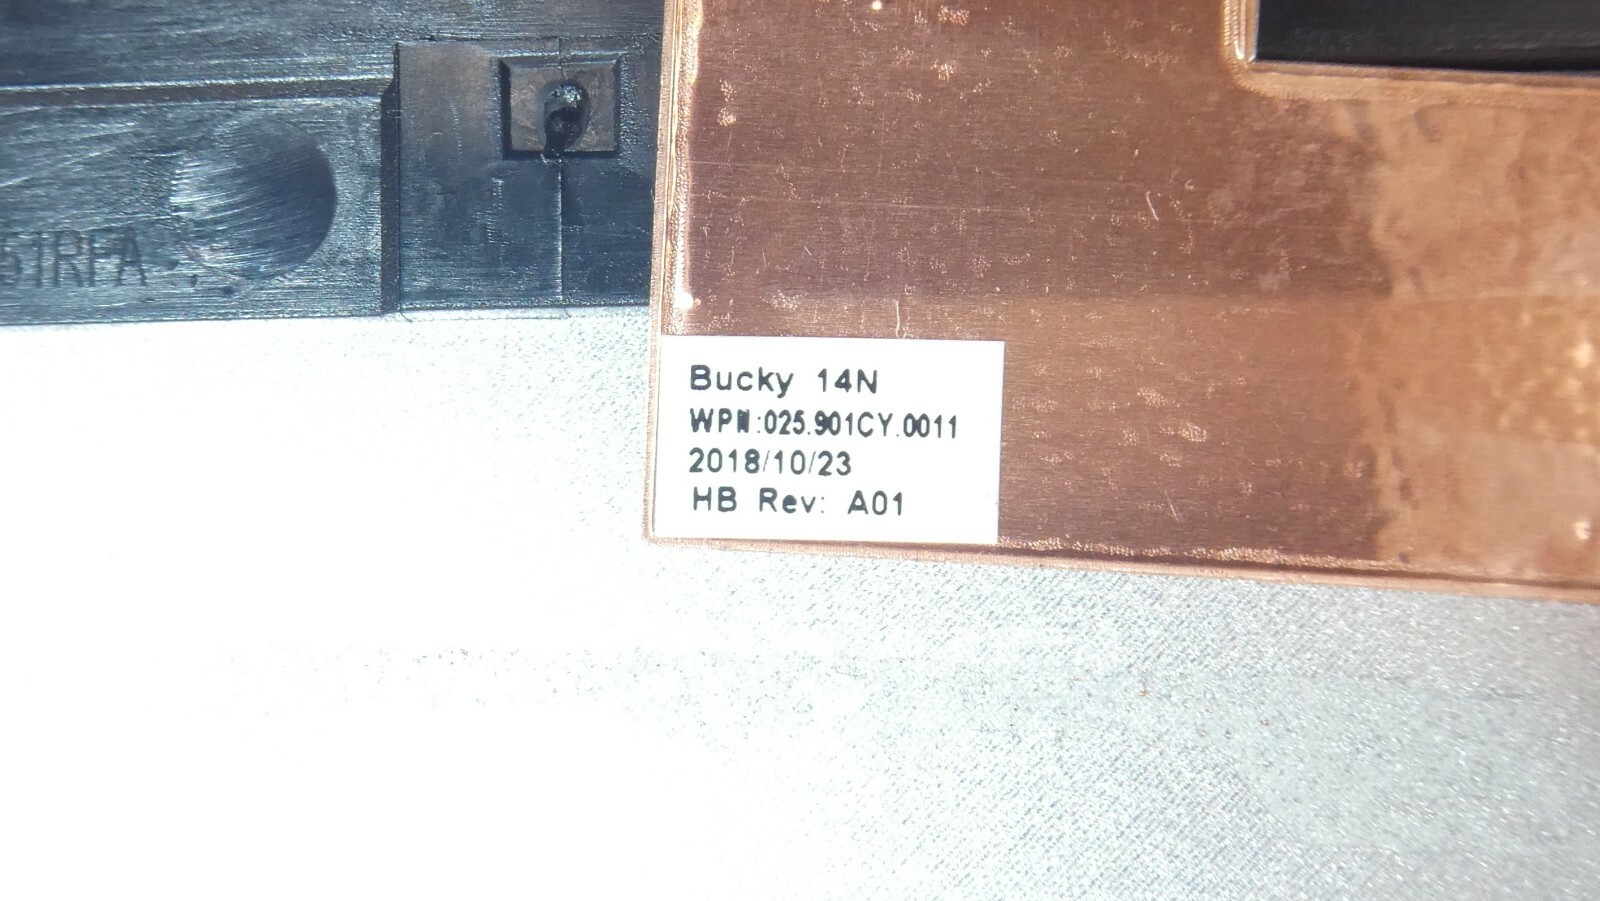 51RFA
Bucky 14N
WPN:025.901CY.0011
2018/10/23
HB Rev: A01